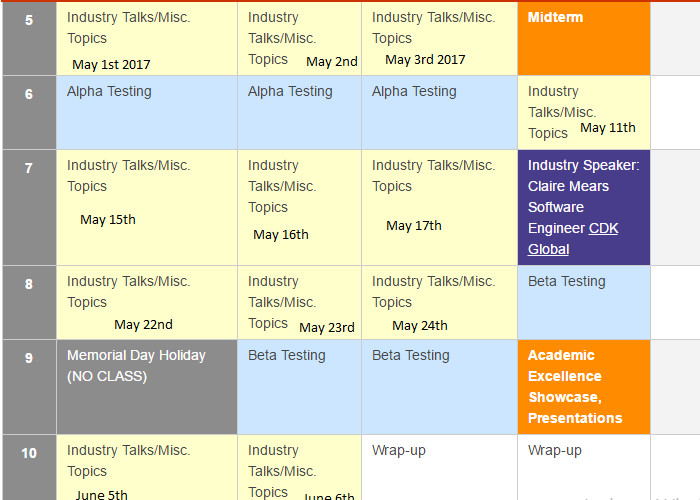 5
Industry Talks/Misc.
Topics
May 1st 2017
Industry
Talks/Misc.
Topics
May 2nd
Industry Talks/Misc.
Topics
May 3rd 2017
Midterm
6
Alpha Testing
Alpha Testing
Alpha Testing
Industry
Talks/Misc.
Topics
May 11th
7
Industry Talks/Misc.
Topics
May 15th
Industry
Talks/Misc.
Topics
May 16th
Industry Talks/Misc.
Topics
May 17th
Industry Speaker:
Claire Mears
Software
Engineer CDK
Global
8
Industry Talks/Misc.
Topics
May 22nd
Industry
Talks/Misc.
Topics
May 23rd
Industry Talks/Misc.
Topics
May 24th
Beta Testing
9
Memorial Day Holiday
(NO CLASS)
Beta Testing
Beta Testing
Academic
Excellence
Showcase,
Presentations
10
Industry Talks/Misc.
Topics
June 5th
Industry
Talks/Misc.
Topics
June 6th
Wrap-up
Wrap-up